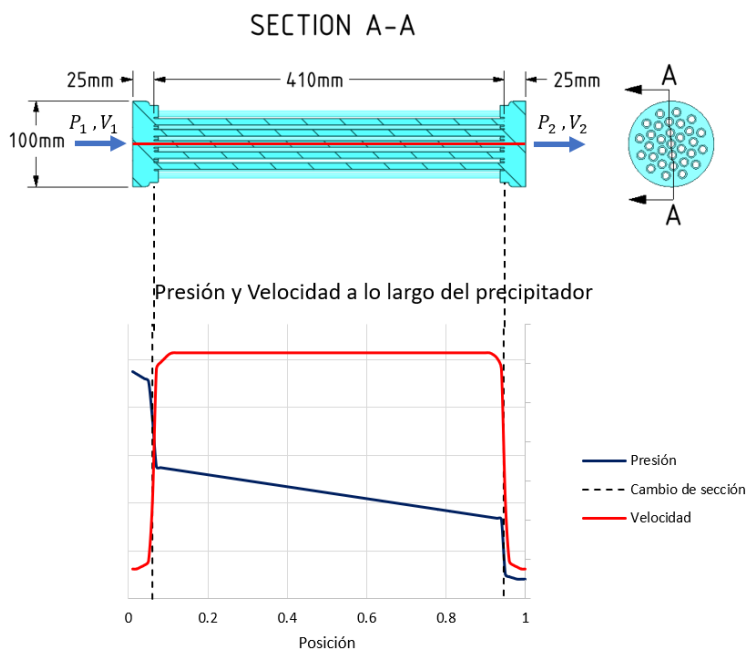 SECTION A-A
25mm
410mm
25mm
A
P₁ ,V₁
P₂ ,V₂
100mm
A
Presión y Velocidad a lo largo del precipitador
Presión
Cambio de sección
Velocidad
0 0.2 0.4 0.6 0.8 1
Posición